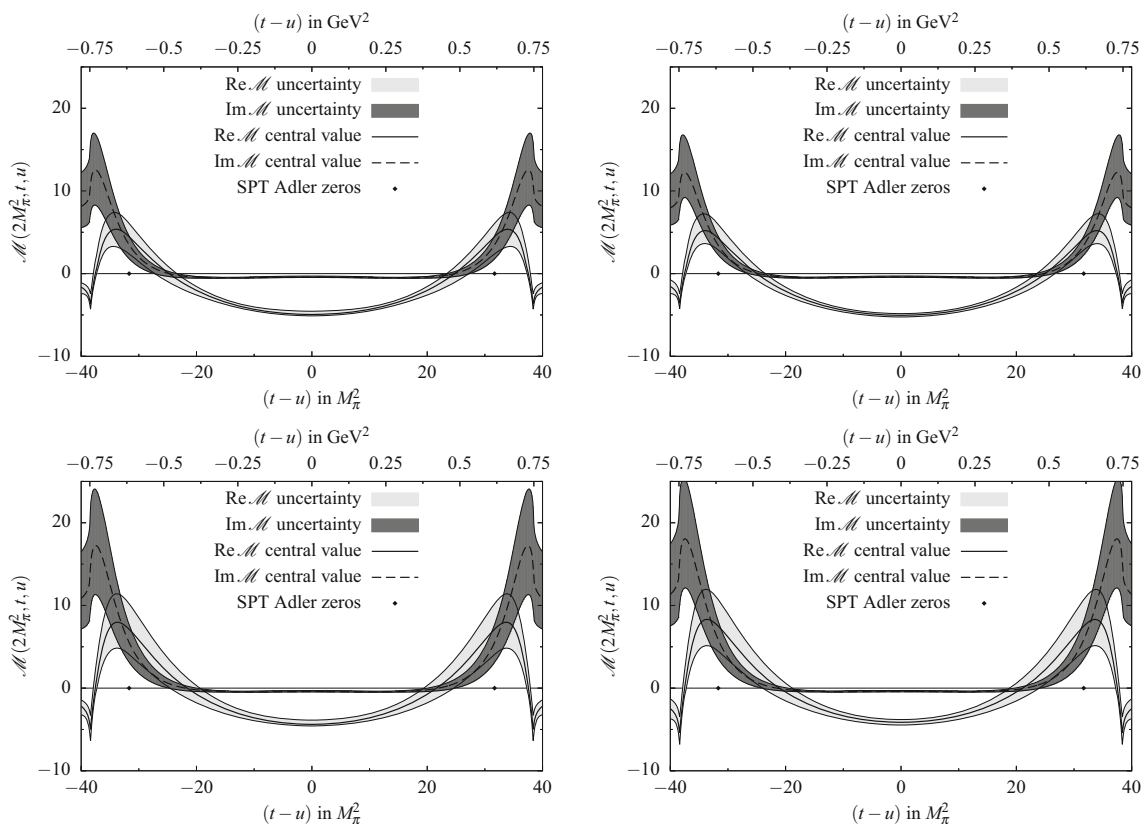 (t − u) in GeV²
−0.75 −0.5 −0.25 0 0.25 0.5 0.75
Re ℳ uncertainty
Im ℳ uncertainty
Re ℳ central value
Im ℳ central value
SPT Adler zeros
20
10
0
−10
ℳ(2M_π², t, u)
−40 −20 0 20 40
(t − u) in M_π²
(t − u) in GeV²
−0.75 −0.5 −0.25 0 0.25 0.5 0.75
Re ℳ uncertainty
Im ℳ uncertainty
Re ℳ central value
Im ℳ central value
SPT Adler zeros
20
10
0
−10
ℳ(2M_π², t, u)
−40 −20 0 20 40
(t − u) in M_π²
(t − u) in GeV²
−0.75 −0.5 −0.25 0 0.25 0.5 0.75
Re ℳ uncertainty
Im ℳ uncertainty
Re ℳ central value
Im ℳ central value
SPT Adler zeros
20
10
0
−10
ℳ(2M_π², t, u)
−40 −20 0 20 40
(t − u) in M_π²
(t − u) in GeV²
−0.75 −0.5 −0.25 0 0.25 0.5 0.75
Re ℳ uncertainty
Im ℳ uncertainty
Re ℳ central value
Im ℳ central value
SPT Adler zeros
20
10
0
−10
ℳ(2M_π², t, u)
−40 −20 0 20 40
(t − u) in M_π²